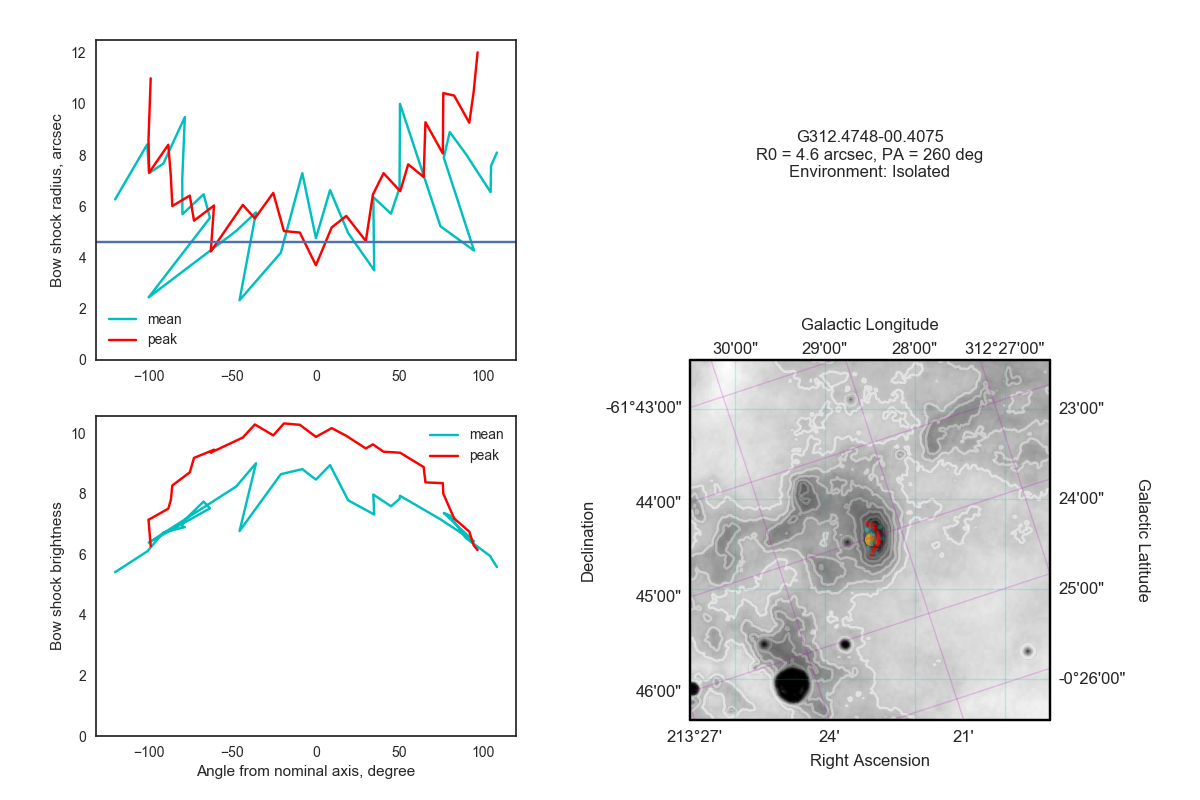 12
10
8
6
4
2
0
Bow shock radius, arcsec
mean
peak
−100
−50
0
50
100
10
8
6
4
2
0
Bow shock brightness
mean
peak
−100
−50
0
50
100
Angle from nominal axis, degree
G312.4748-00.4075
R0 = 4.6 arcsec, PA = 260 deg
Environment: Isolated
Galactic Longitude
30'00" 29'00" 28'00" 312°27'00"
-61°43'00"
44'00"
45'00"
46'00"
Declination
23'00"
24'00"
25'00"
-0°26'00"
Galactic Latitude
213°27' 24' 21'
Right Ascension